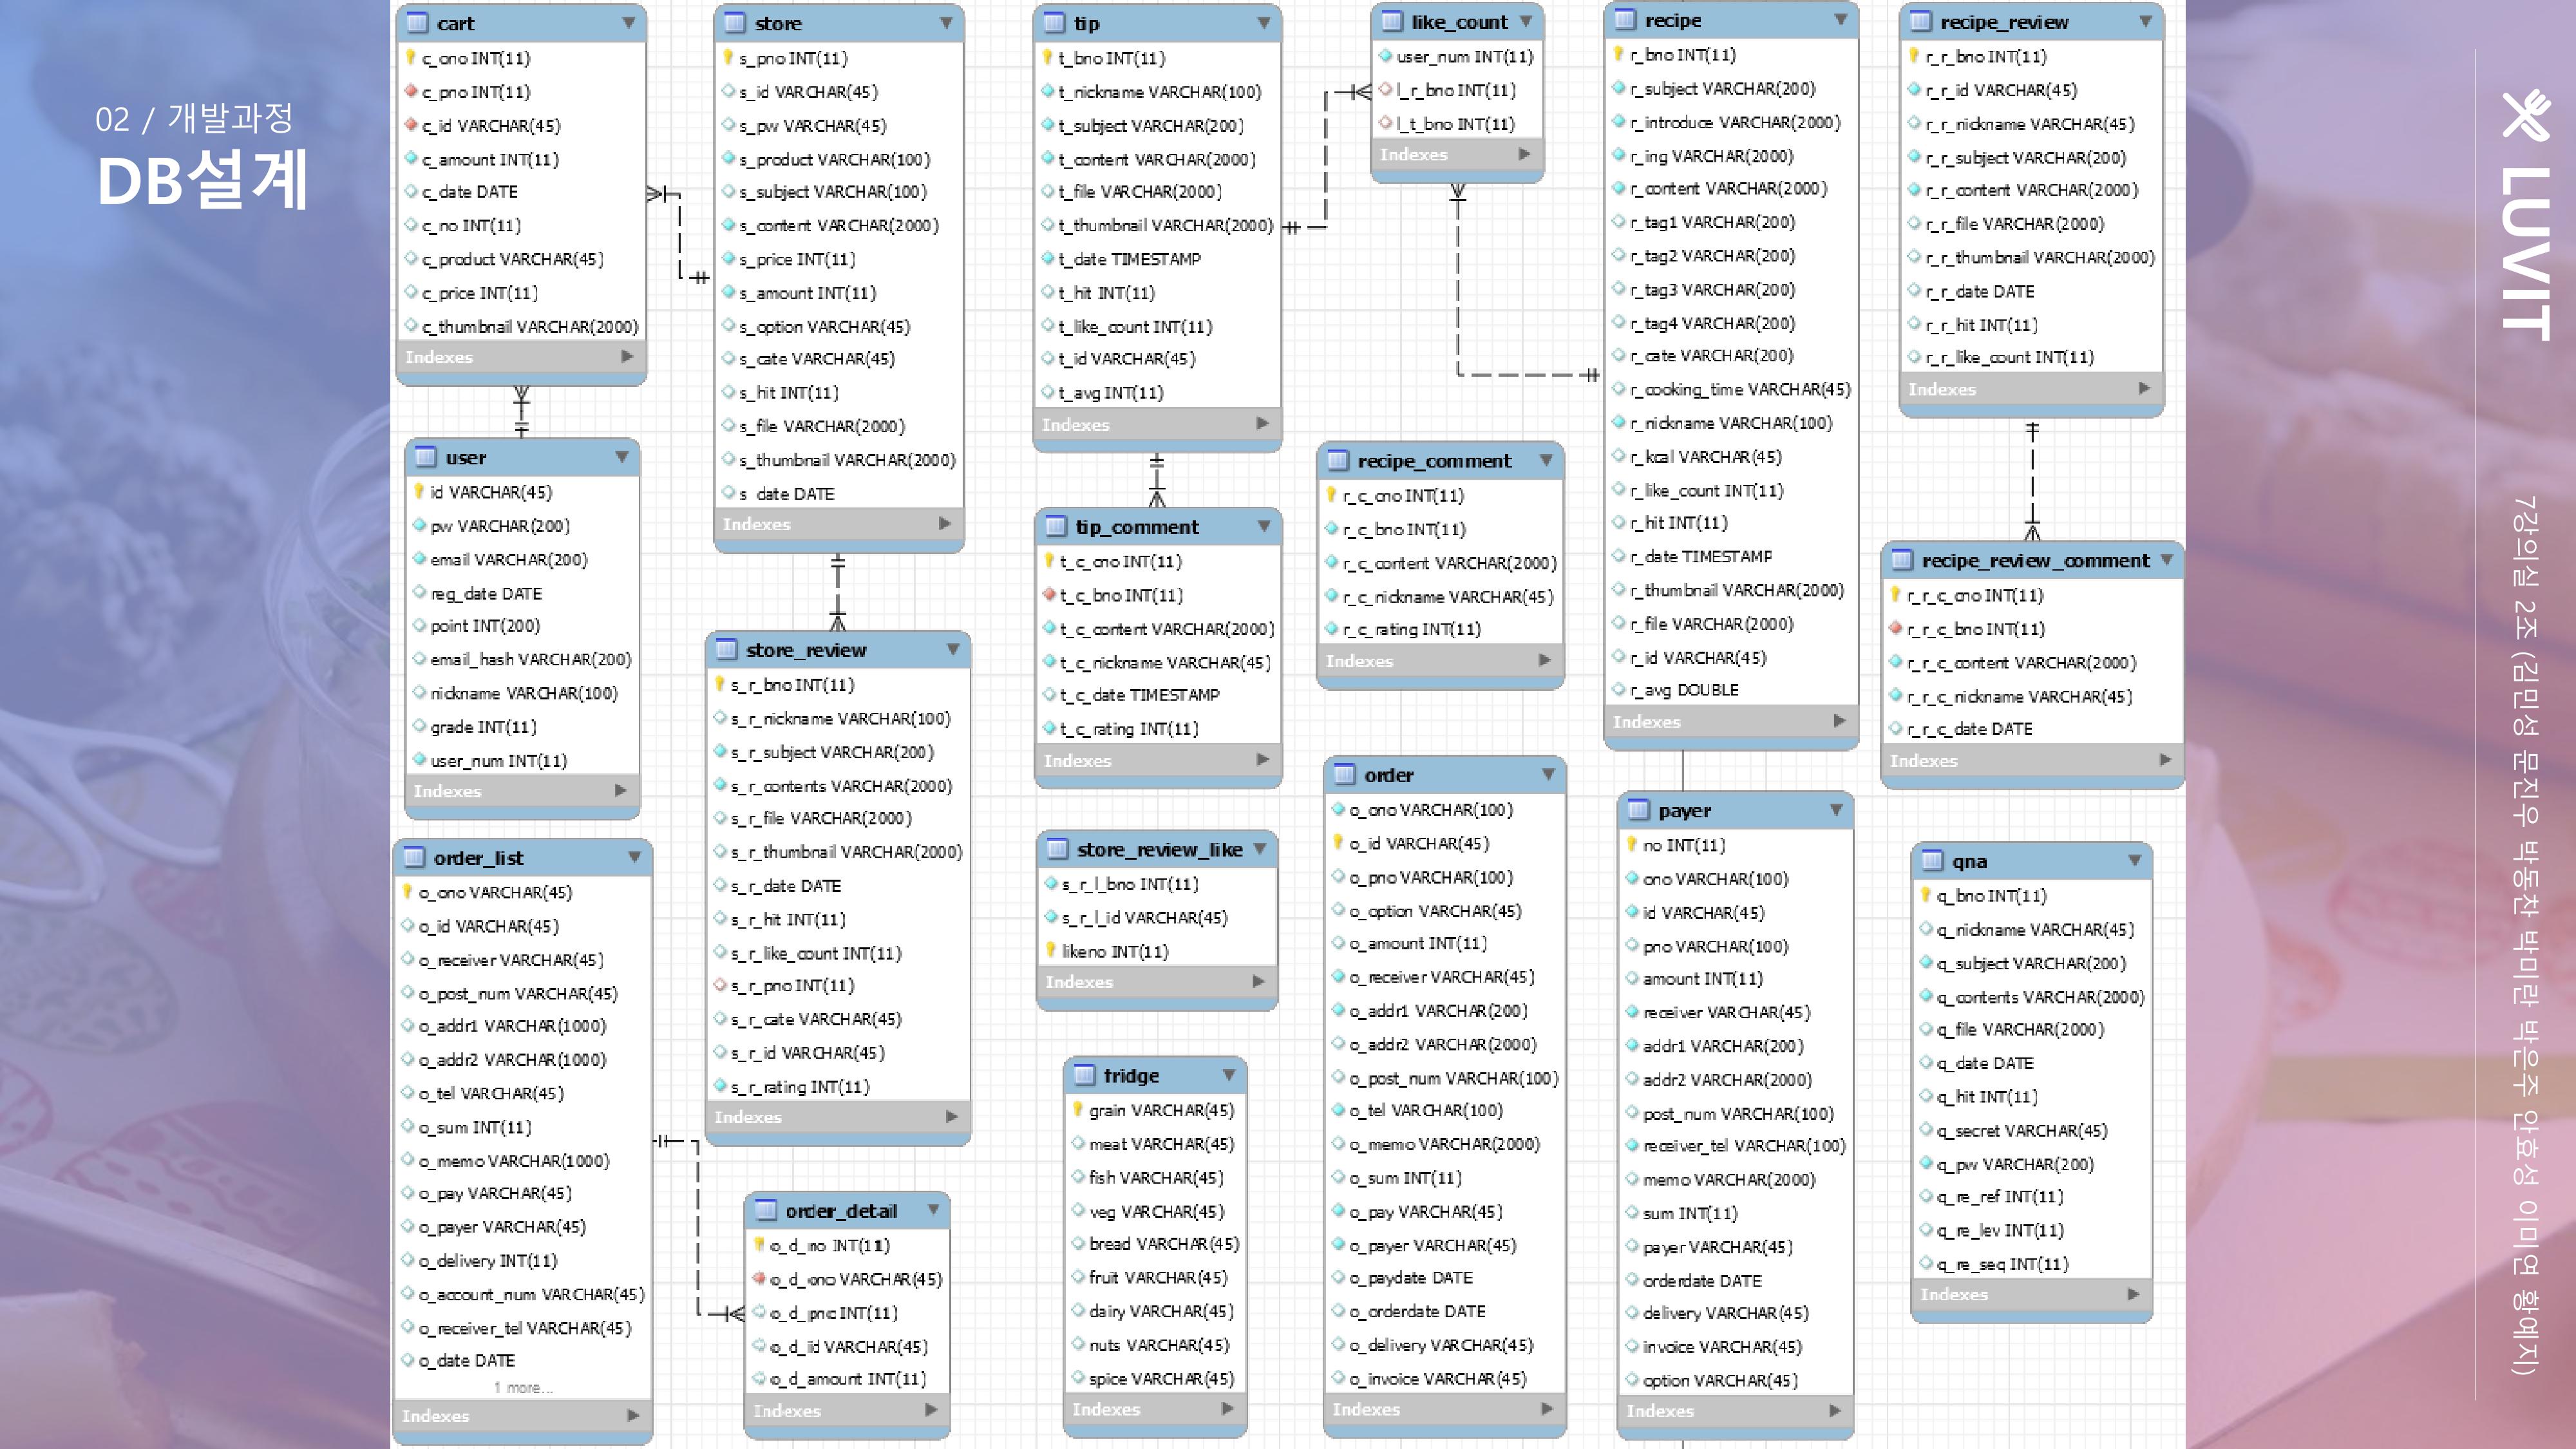 02 / 개발과정
DB설계
cart
c_ono INT(11)
c_pno INT(11)
c_id VARCHAR(45)
c_amount INT(11)
c_date DATE
c_no INT(11)
c_product VARCHAR(45)
c_price INT(11)
c_thumbnail VARCHAR(2000)
Indexes
user
id VARCHAR(45)
pw VARCHAR(200)
email VARCHAR(200)
reg_date DATE
point INT(200)
email_hash VARCHAR(200)
nickname VARCHAR(100)
grade INT(11)
user_num INT(11)
Indexes
order_list
o_ono VARCHAR(45)
o_id VARCHAR(45)
o_receiver VARCHAR(45)
o_post_num VARCHAR(45)
o_addr1 VARCHAR(1000)
o_addr2 VARCHAR(1000)
o_tel VARCHAR(45)
o_sum INT(11)
o_memo VARCHAR(1000)
o_pay VARCHAR(45)
o_payer VARCHAR(45)
o_delivery INT(11)
o_account_num VARCHAR(45)
o_receiver_tel VARCHAR(45)
o_date DATE
1 more...
Indexes
store
s_pno INT(11)
s_id VARCHAR(45)
s_pw VARCHAR(45)
s_product VARCHAR(100)
s_subject VARCHAR(100)
s_content VARCHAR(2000)
s_price INT(11)
s_amount INT(11)
s_option VARCHAR(45)
s_cate VARCHAR(45)
s_hit INT(11)
s_file VARCHAR(2000)
s_thumbnail VARCHAR(2000)
s_date DATE
Indexes
store_review
s_r_bno INT(11)
s_r_nickname VARCHAR(100)
s_r_subject VARCHAR(200)
s_r_contents VARCHAR(2000)
s_r_file VARCHAR(2000)
s_r_thumbnail VARCHAR(2000)
s_r_date DATE
s_r_hit INT(11)
s_r_like_count INT(11)
s_r_pno INT(11)
s_r_cate VARCHAR(45)
s_r_id VARCHAR(45)
s_r_rating INT(11)
Indexes
order_detail
o_d_no INT(11)
o_d_ono VARCHAR(45)
o_d_pno INT(11)
o_d_id VARCHAR(45)
o_d_amount INT(11)
Indexes
tip
t_bno INT(11)
t_nickname VARCHAR(100)
t_subject VARCHAR(200)
t_content VARCHAR(2000)
t_file VARCHAR(2000)
t_thumbnail VARCHAR(2000)
t_date TIMESTAMP
t_hit INT(11)
t_like_count INT(11)
t_id VARCHAR(45)
t_avg INT(11)
Indexes
tip_comment
t_c_cno INT(11)
t_c_bno INT(11)
t_c_content VARCHAR(2000)
t_c_nickname VARCHAR(45)
t_c_date TIMESTAMP
t_c_rating INT(11)
Indexes
store_review_like
s_r_l_bno INT(11)
s_r_l_id VARCHAR(45)
likeno INT(11)
Indexes
fridge
grain VARCHAR(45)
meat VARCHAR(45)
fish VARCHAR(45)
veg VARCHAR(45)
bread VARCHAR(45)
fruit VARCHAR(45)
dairy VARCHAR(45)
nuts VARCHAR(45)
spice VARCHAR(45)
Indexes
like_count
user_num INT(11)
l_r_bno INT(11)
l_t_bno INT(11)
Indexes
recipe_comment
r_c_cno INT(11)
r_c_bno INT(11)
r_c_content VARCHAR(2000)
r_c_nickname VARCHAR(45)
r_c_rating INT(11)
Indexes
order
o_ono VARCHAR(100)
o_id VARCHAR(45)
o_pno VARCHAR(100)
o_option VARCHAR(45)
o_amount INT(11)
o_receiver VARCHAR(45)
o_addr1 VARCHAR(200)
o_addr2 VARCHAR(2000)
o_post_num VARCHAR(100)
o_tel VARCHAR(100)
o_memo VARCHAR(2000)
o_sum INT(11)
o_pay VARCHAR(45)
o_payer VARCHAR(45)
o_paydate DATE
o_orderdate DATE
o_delivery VARCHAR(45)
o_invoice VARCHAR(45)
Indexes
recipe
r_bno INT(11)
r_subject VARCHAR(200)
r_introduce VARCHAR(2000)
r_ing VARCHAR(2000)
r_content VARCHAR(2000)
r_tag1 VARCHAR(200)
r_tag2 VARCHAR(200)
r_tag3 VARCHAR(200)
r_tag4 VARCHAR(200)
r_cate VARCHAR(200)
r_cooking_time VARCHAR(45)
r_nickname VARCHAR(100)
r_kcal VARCHAR(45)
r_like_count INT(11)
r_hit INT(11)
r_date TIMESTAMP
r_thumbnail VARCHAR(2000)
r_file VARCHAR(2000)
r_id VARCHAR(45)
r_avg DOUBLE
Indexes
payer
no INT(11)
ono VARCHAR(100)
id VARCHAR(45)
pno VARCHAR(100)
amount INT(11)
receiver VARCHAR(45)
addr1 VARCHAR(200)
addr2 VARCHAR(2000)
post_num VARCHAR(100)
receiver_tel VARCHAR(100)
memo VARCHAR(2000)
sum INT(11)
payer VARCHAR(45)
orderdate DATE
delivery VARCHAR(45)
invoice VARCHAR(45)
option VARCHAR(45)
Indexes
recipe_review
r_r_bno INT(11)
r_r_id VARCHAR(45)
r_r_nickname VARCHAR(45)
r_r_subject VARCHAR(200)
r_r_content VARCHAR(2000)
r_r_file VARCHAR(2000)
r_r_thumbnail VARCHAR(2000)
r_r_date DATE
r_r_hit INT(11)
r_r_like_count INT(11)
Indexes
recipe_review_comment
r_r_c_cno INT(11)
r_r_c_bno INT(11)
r_r_c_content VARCHAR(2000)
r_r_c_nickname VARCHAR(45)
r_r_c_date DATE
Indexes
qna
q_bno INT(11)
q_nickname VARCHAR(45)
q_subject VARCHAR(200)
q_contents VARCHAR(2000)
q_file VARCHAR(2000)
q_date DATE
q_hit INT(11)
q_secret VARCHAR(45)
q_pw VARCHAR(200)
q_re_ref INT(11)
q_re_lev INT(11)
q_re_seq INT(11)
Indexes
LUVIT
7강의실 2조 (김민성 문진우 박동찬 박미란 박은주 안효성 이미연 황예지)